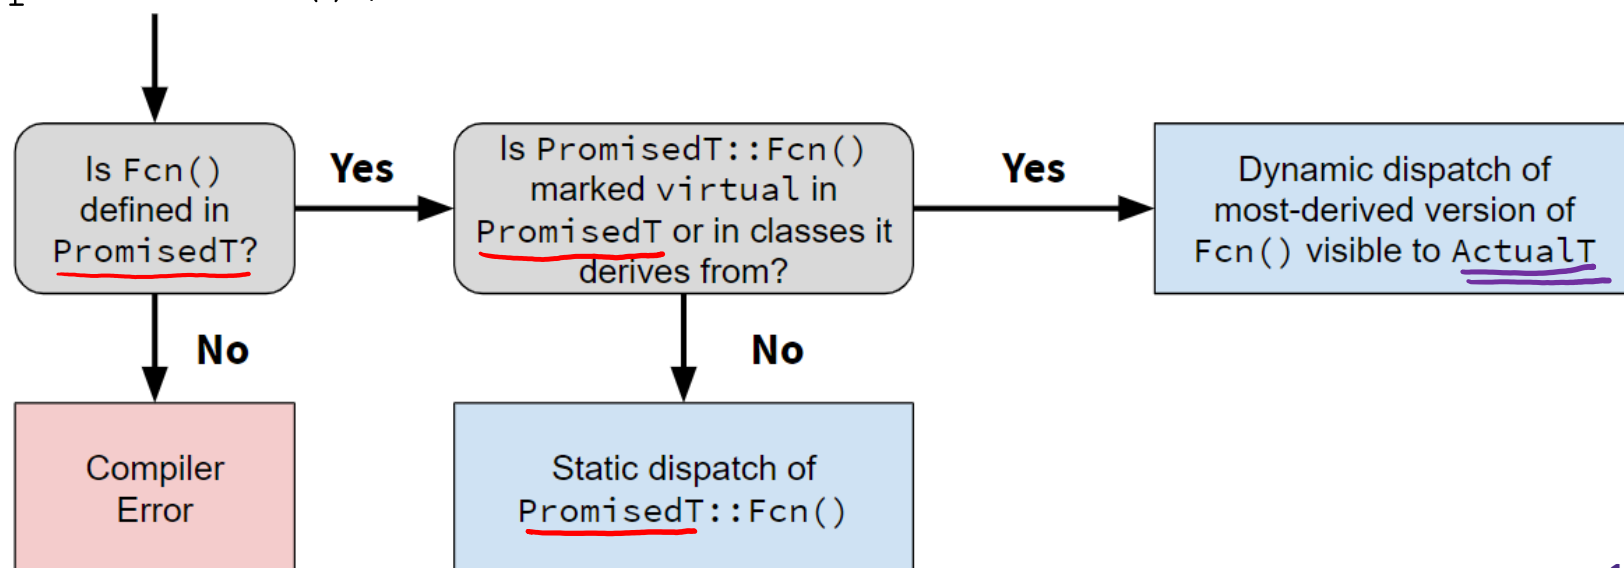 Is Fcn()
defined in
PromisedT?
Yes
Is PromisedT::Fcn()
marked virtual in
PromisedT or in classes it
derives from?
Yes
Dynamic dispatch of
most-derived version of
Fcn() visible to ActualT
No
No
Compiler
Error
Static dispatch of
PromisedT::Fcn()